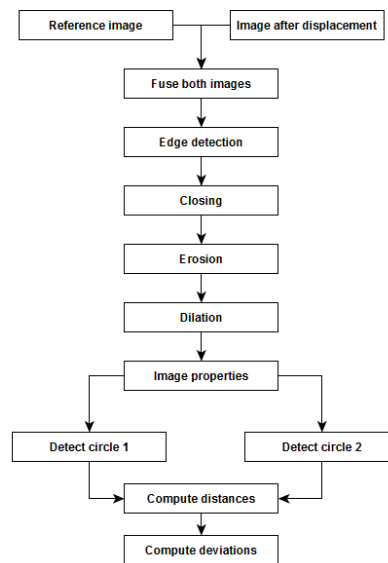 Reference image
Image after displacement
Fuse both images
Edge detection
Closing
Erosion
Dilation
Image properties
Detect circle 1
Detect circle 2
Compute distances
Compute deviations